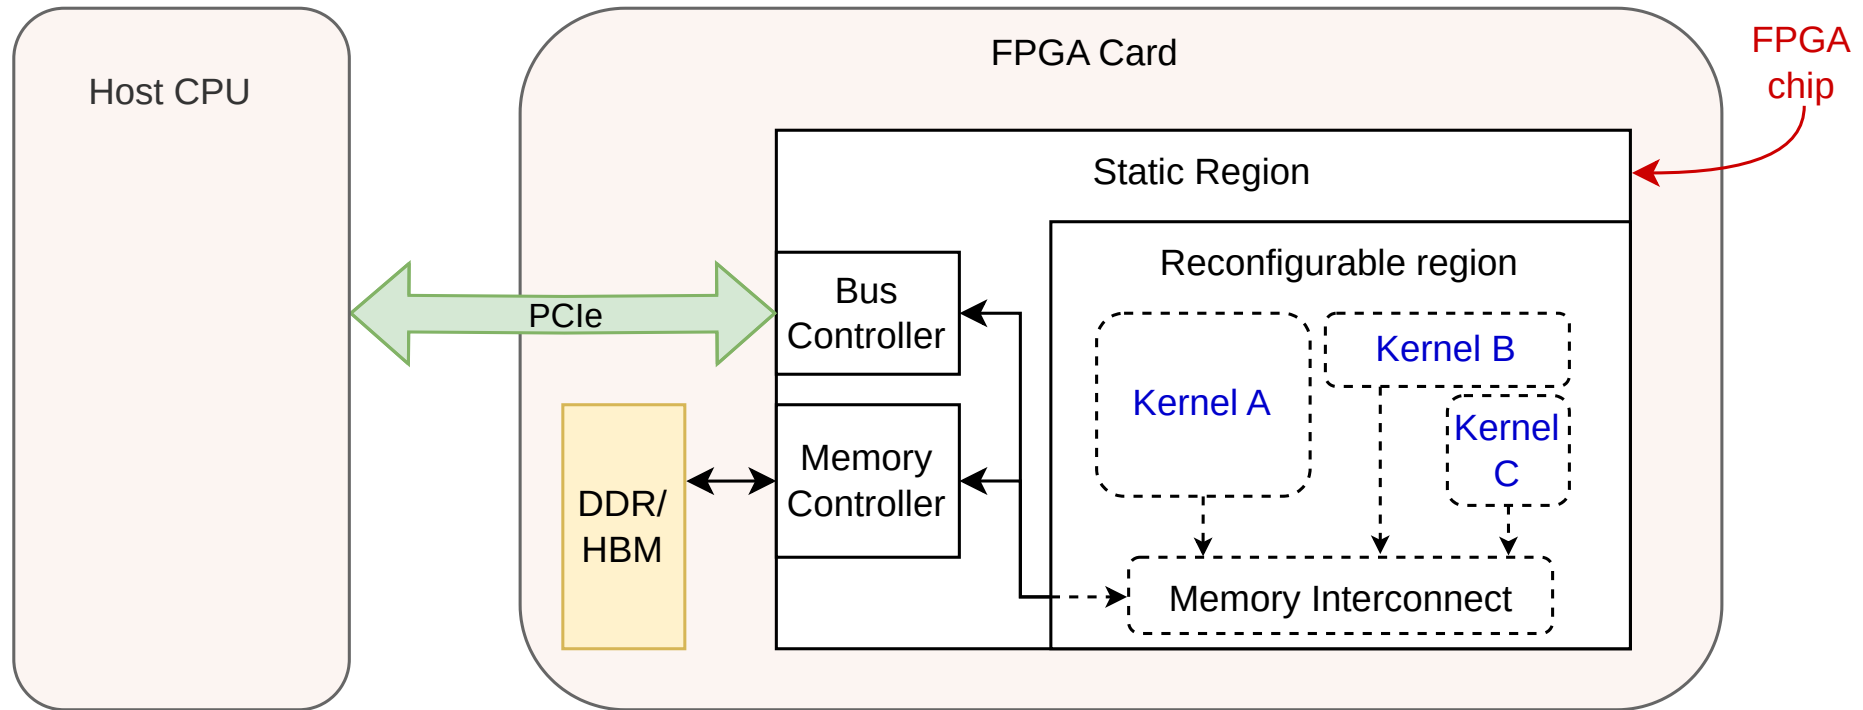 Host CPU
FPGA Card
FPGA
chip
Static Region
Reconfigurable region
Bus
Controller
PCIe
Kernel A
Kernel B
Kernel
C
Memory
Controller
DDR/
HBM
Memory Interconnect